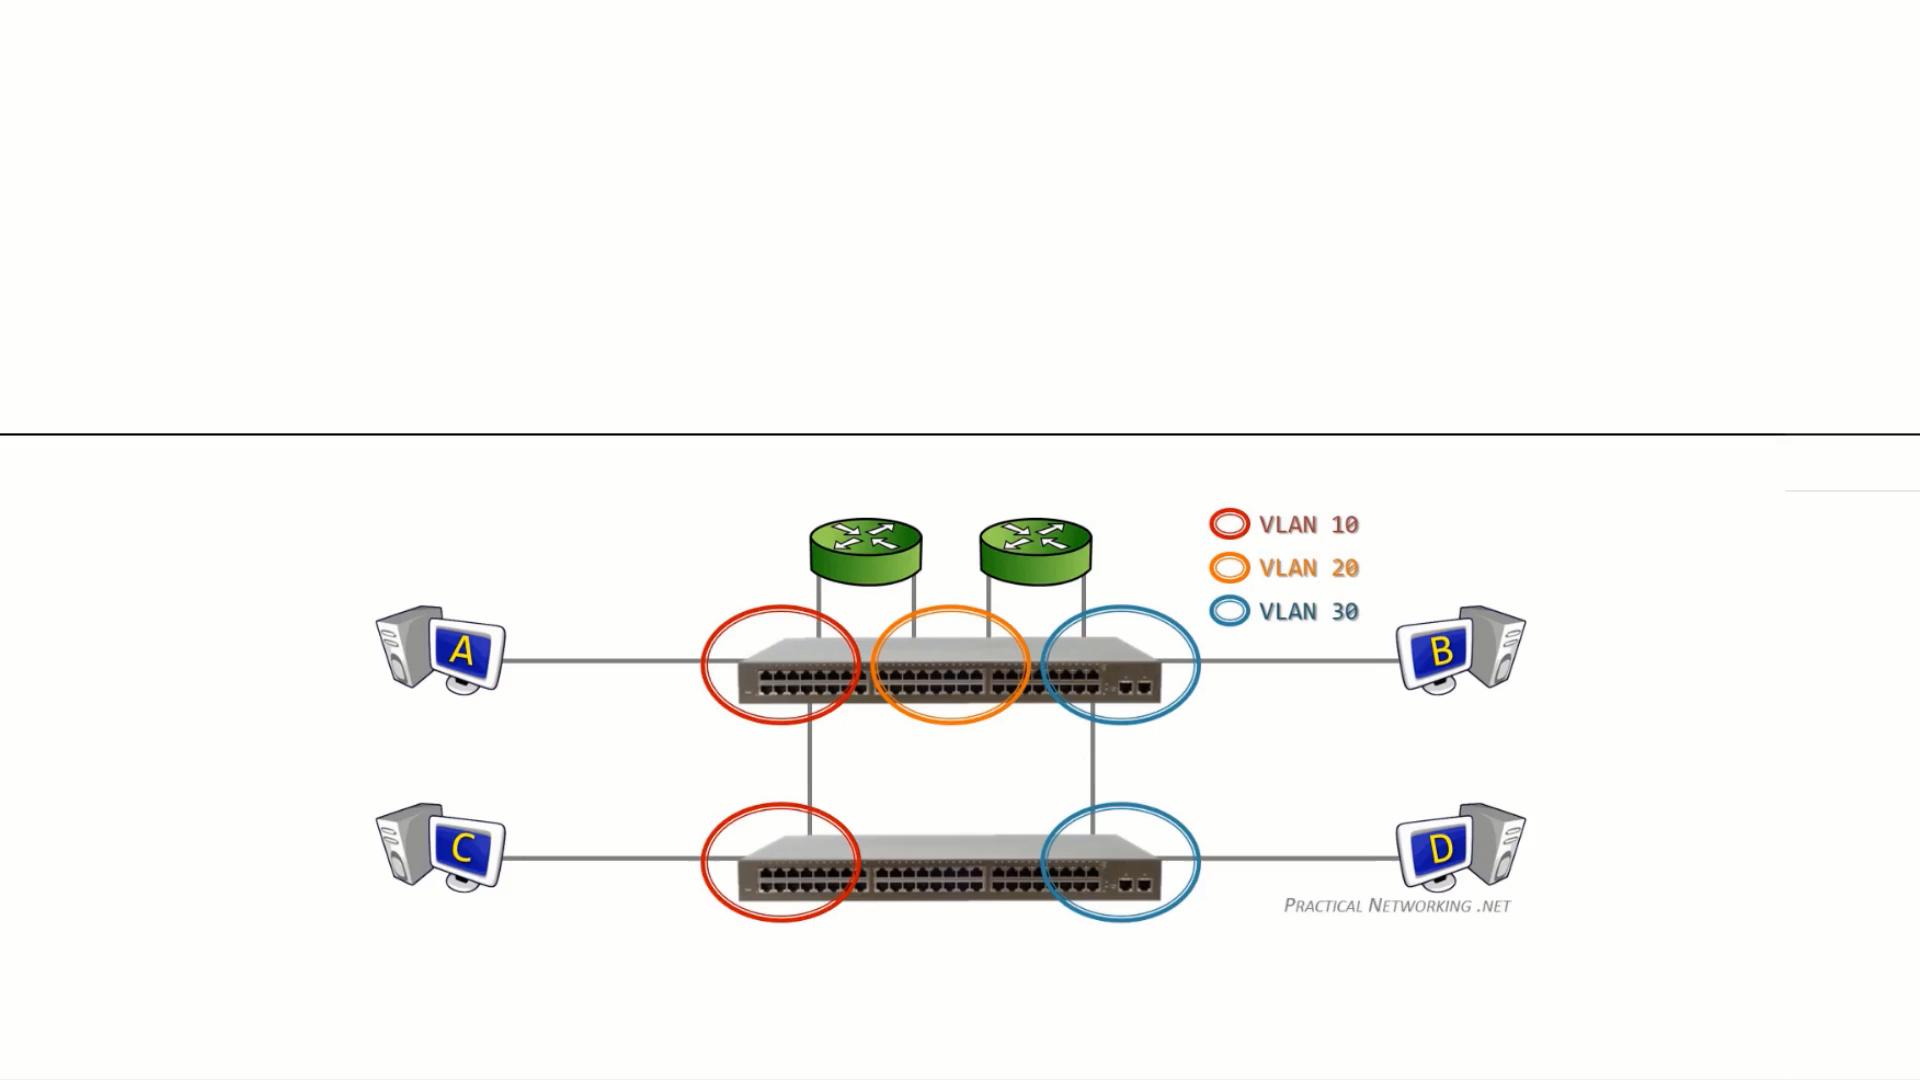 VLAN 10
VLAN 20
VLAN 30
A
B
C
D
PRACTICAL NETWORKING .NET